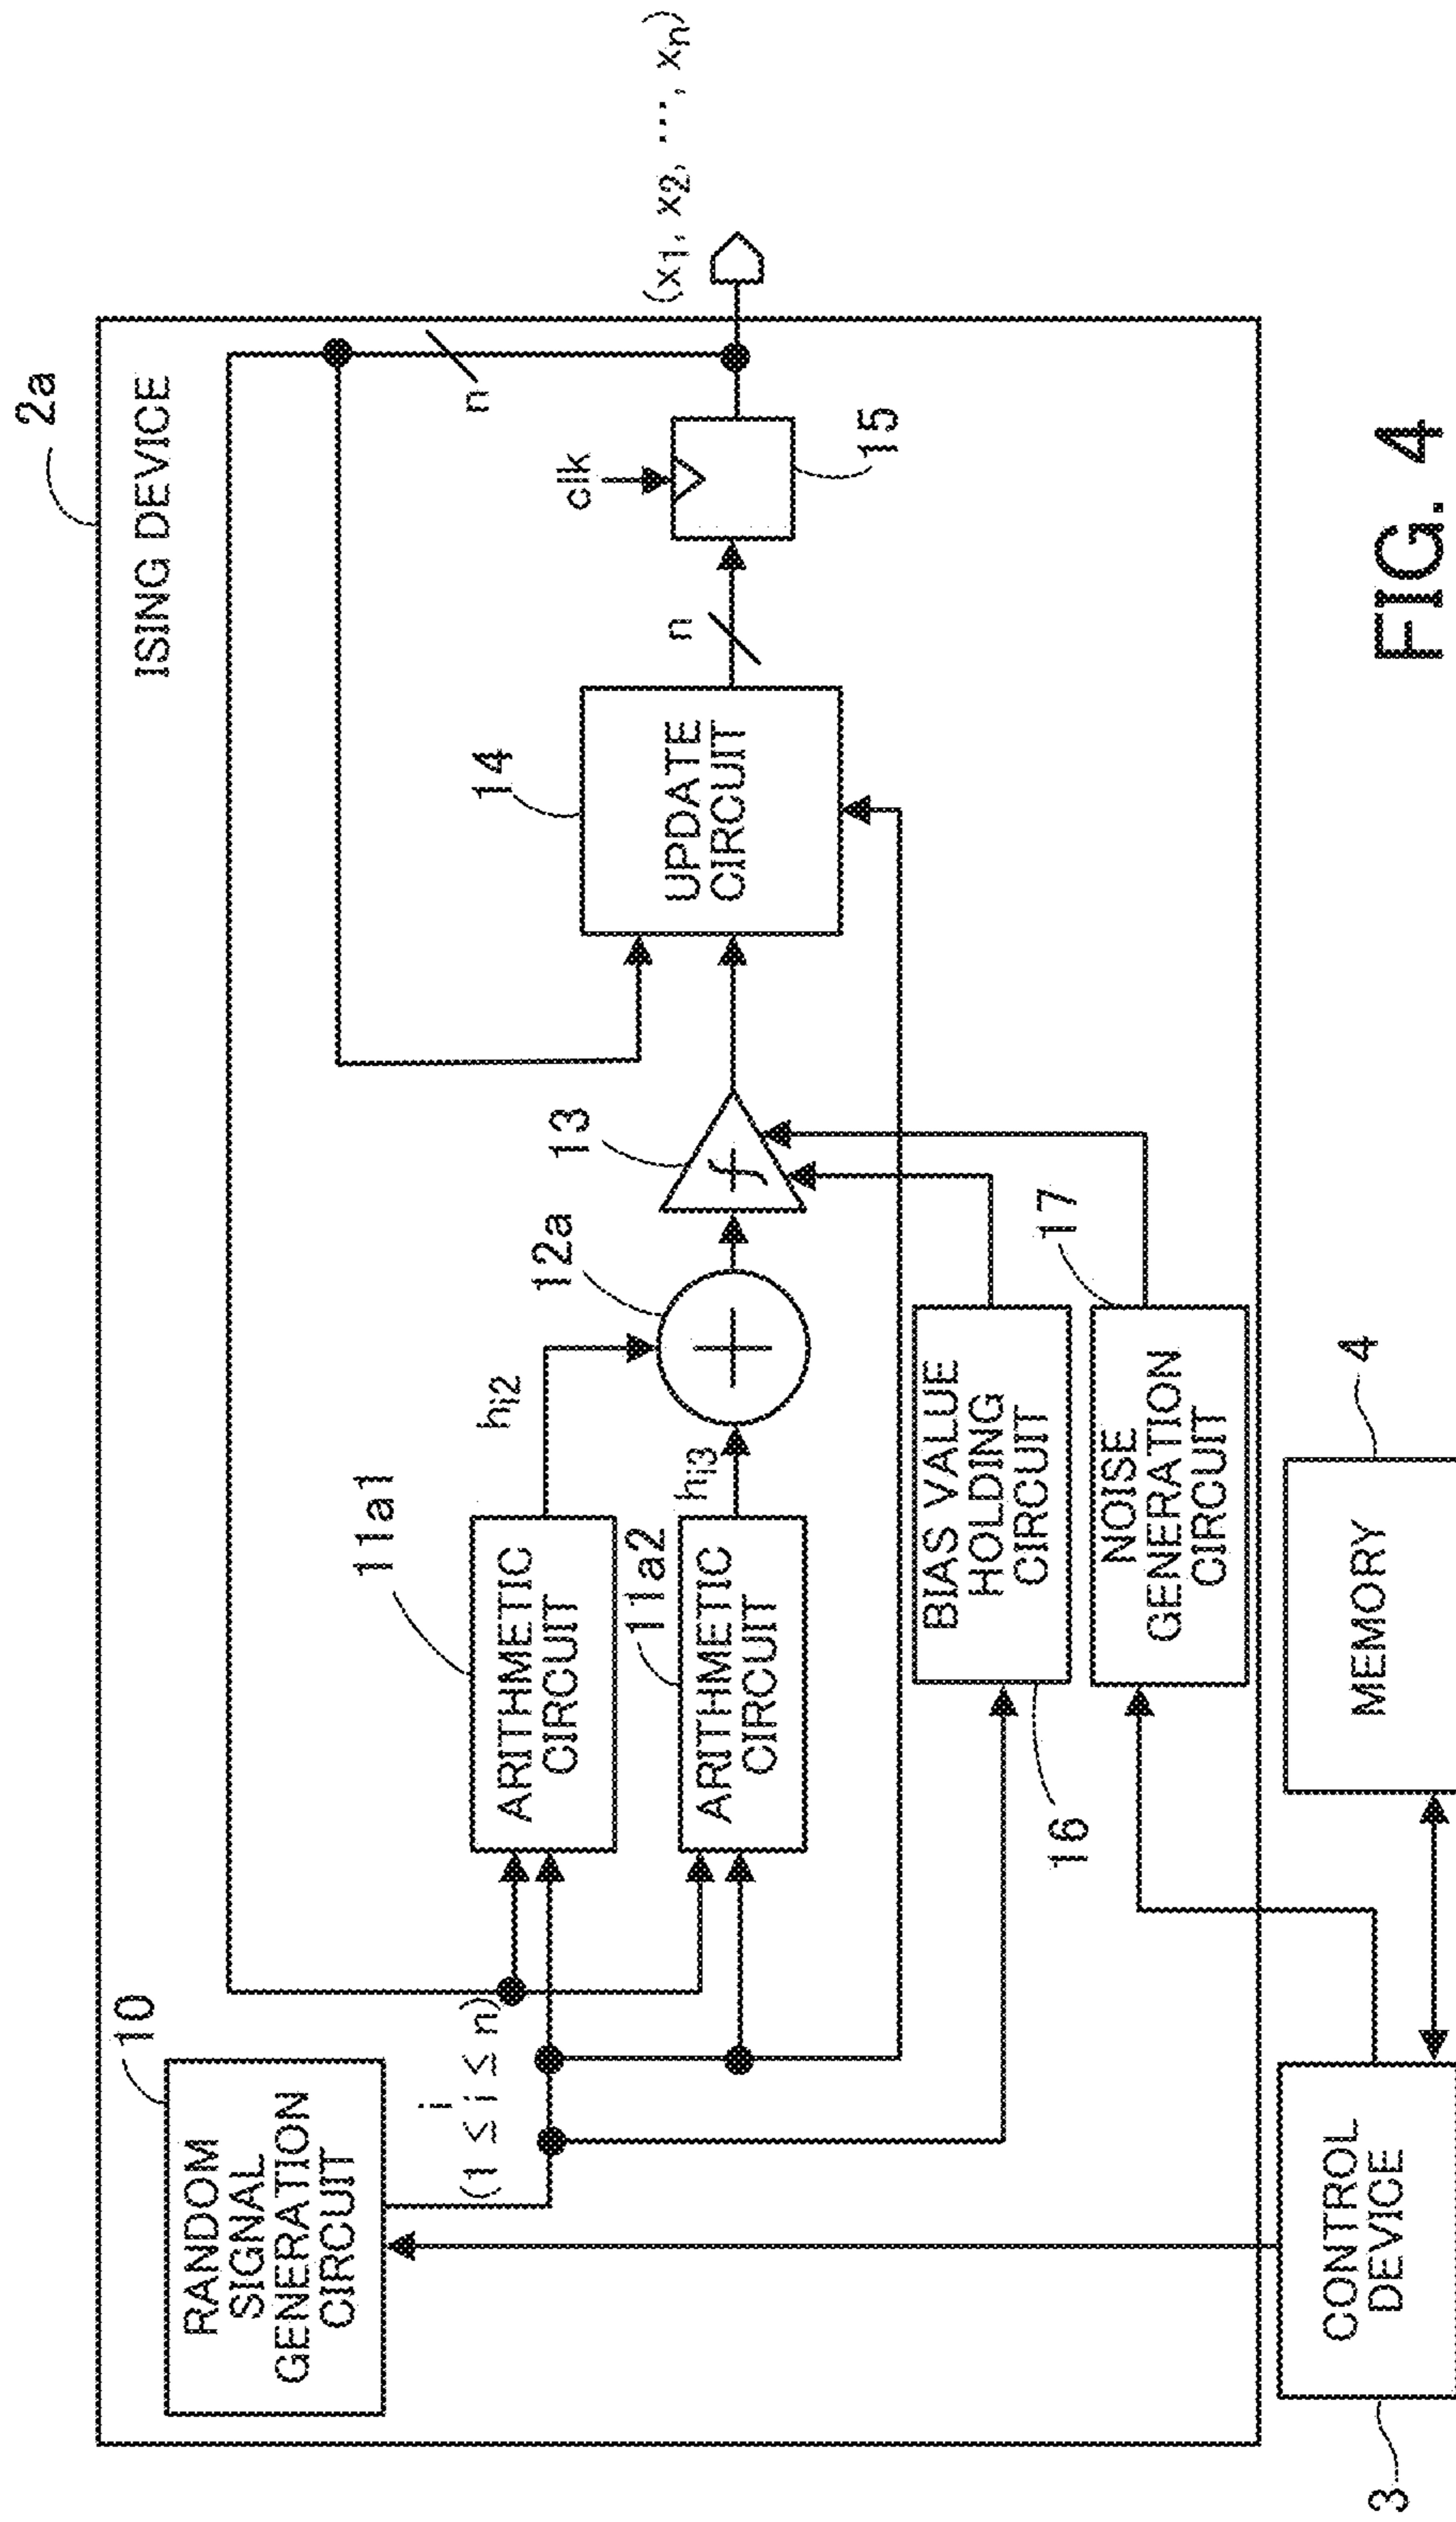 2a
ISING DEVICE
10
RANDOM
SIGNAL
GENERATION
CIRCUIT
i
(1 ≤ i ≤ n)
11a1
ARITHMETIC
CIRCUIT
hi2
11a2
ARITHMETIC
CIRCUIT
hi3
12a
13
f
14
UPDATE
CIRCUIT
n
clk
15
n
(x1, x2, ···, xn)
16
BIAS VALUE
HOLDING
CIRCUIT
17
NOISE
GENERATION
CIRCUIT
3
CONTROL
DEVICE
4
MEMORY
FIG. 4